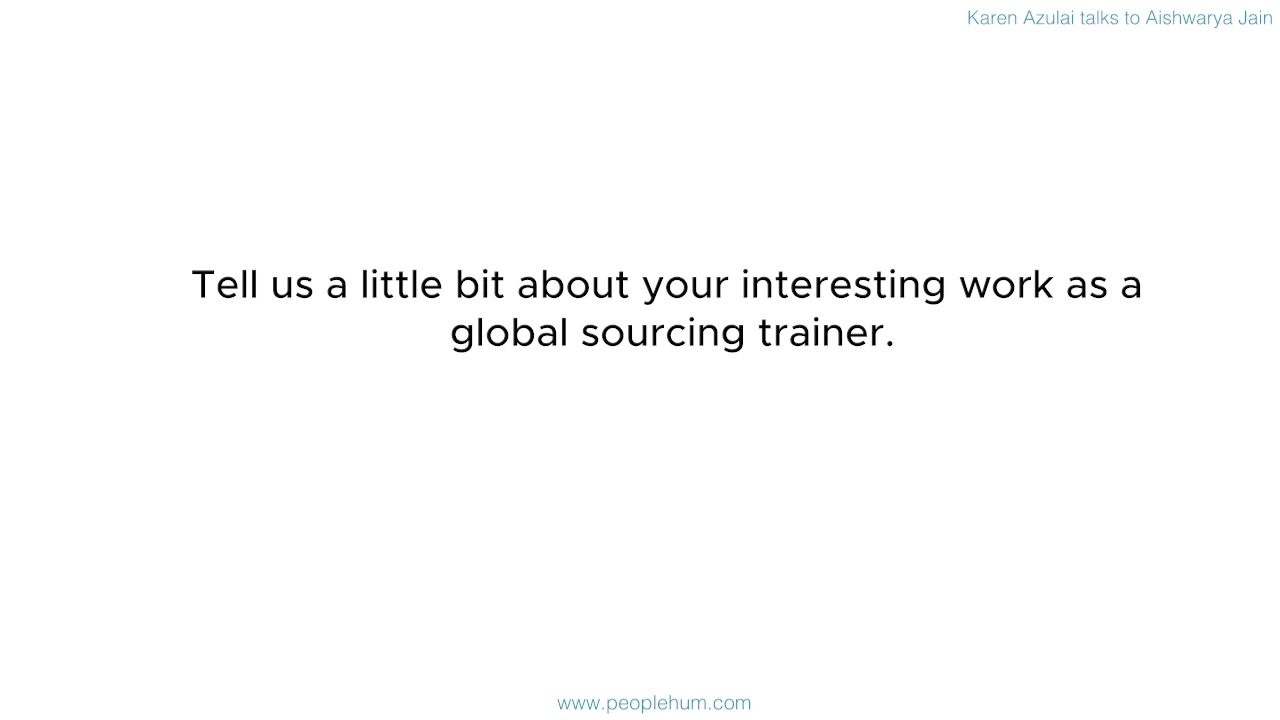 Karen Azulai talks to Aishwarya Jain
Tell us a little bit about your interesting work as a
global sourcing trainer.
www.peoplehum.com